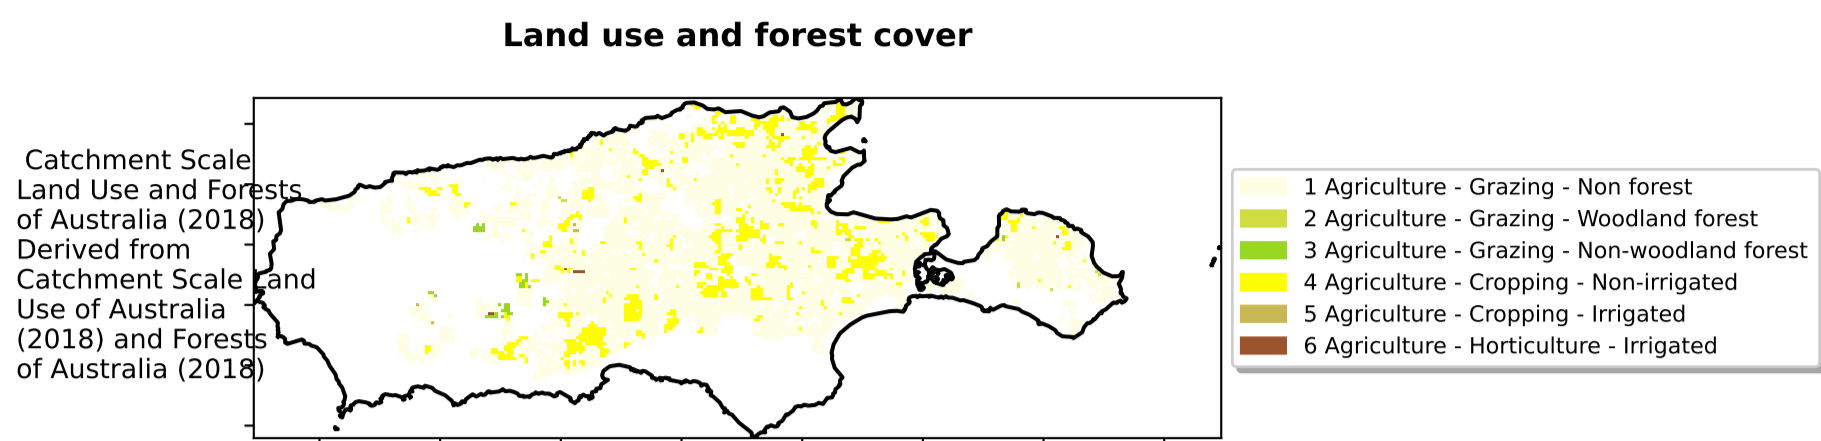 Land use and forest cover
Catchment Scale
Land Use and Forests
of Australia (2018)
Derived from
Catchment Scale Land
Use of Australia
(2018) and Forests
of Australia (2018)
1 Agriculture - Grazing - Non forest
2 Agriculture - Grazing - Woodland forest
3 Agriculture - Grazing - Non-woodland forest
4 Agriculture - Cropping - Non-irrigated
5 Agriculture - Cropping - Irrigated
6 Agriculture - Horticulture - Irrigated